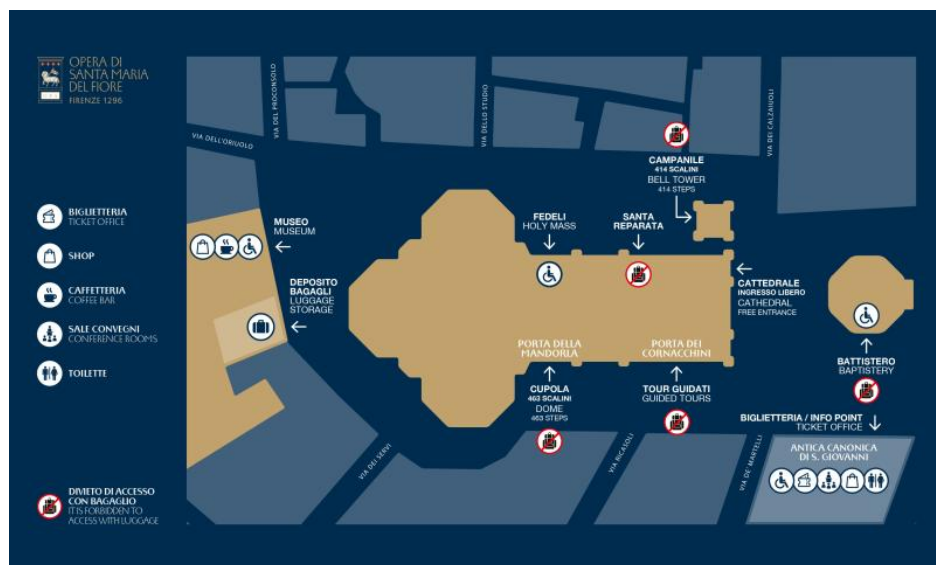 OPERA DI
SANTA MARIA
DEL FIORE
FIRENZE 1296
BIGLIETTERIA
TICKET OFFICE
SHOP
CAFFETTERIA
COFFEE BAR
SALE CONVEGNI
CONFERENCE ROOMS
TOILETTE
DIVIETO DI ACCESSO
CON BAGAGLIO
IT IS FORBIDDEN TO
ACCESS WITH LUGGAGE
VIA DELL'ORIUOLO
VIA DEL PROCONSOLO
VIA DELLO STUDIO
VIA DEI CALZAIUOLI
CAMPANILE
414 SCALINI
BELL TOWER
414 STEPS
MUSEO
MUSEUM
FEDELI
HOLY MASS
SANTA
REPARATA
DEPOSITO
BAGAGLI
LUGGAGE
STORAGE
CATTEDRALE
INGRESSO LIBERO
CATHEDRAL
FREE ENTRANCE
PORTA DELLA
MANDORLA
PORTA DEI
CORNACCHINI
CUPOLA
463 SCALINI
DOME
463 STEPS
TOUR GUIDATI
GUIDED TOURS
BATTISTERO
BAPTISTERY
BIGLIETTERIA / INFO POINT
TICKET OFFICE
ANTICA CANONICA
DI S. GIOVANNI
VIA DEI SERVI
VIA RICASOLI
VIA DE' MARTELLI